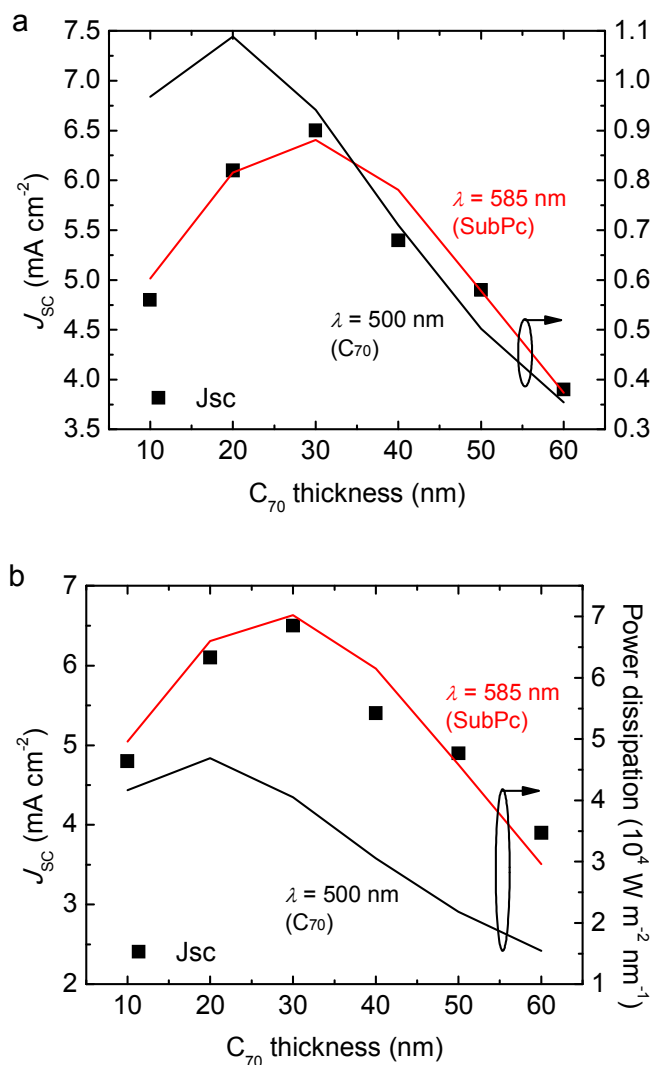 a
7.5
7.0
6.5
6.0
5.5
5.0
4.5
4.0
3.5
J_SC (mA cm⁻²)
1.1
1.0
0.9
0.8
0.7
0.6
0.5
0.4
0.3
λ = 585 nm
(SubPc)
λ = 500 nm
(C₇₀)
Jsc
10 20 30 40 50 60
C₇₀ thickness (nm)
b
7
6
5
4
3
2
J_SC (mA cm⁻²)
7
6
5
4
3
2
1
Power dissipation (10⁴ W m⁻² nm⁻¹)
λ = 585 nm
(SubPc)
λ = 500 nm
(C₇₀)
Jsc
10 20 30 40 50 60
C₇₀ thickness (nm)